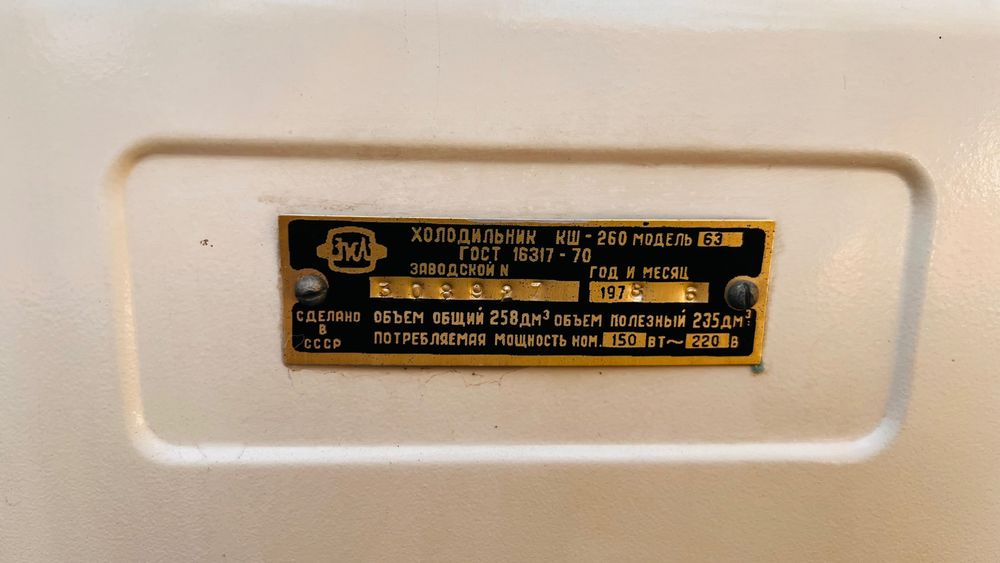 ЗИЛ
ХОЛОДИЛЬНИК КШ-260 МОДЕЛЬ 63
ГОСТ 16317-70
ЗАВОДСКОЙ N ГОД И МЕСЯЦ
308927 197 6
СДЕЛАНО В СССР
ОБЪЕМ ОБЩИЙ 258ДМ³ ОБЪЕМ ПОЛЕЗНЫЙ 235ДМ³
ПОТРЕБЛЯЕМАЯ МОЩНОСТЬ НОМ. 150 ВТ ~ 220 В